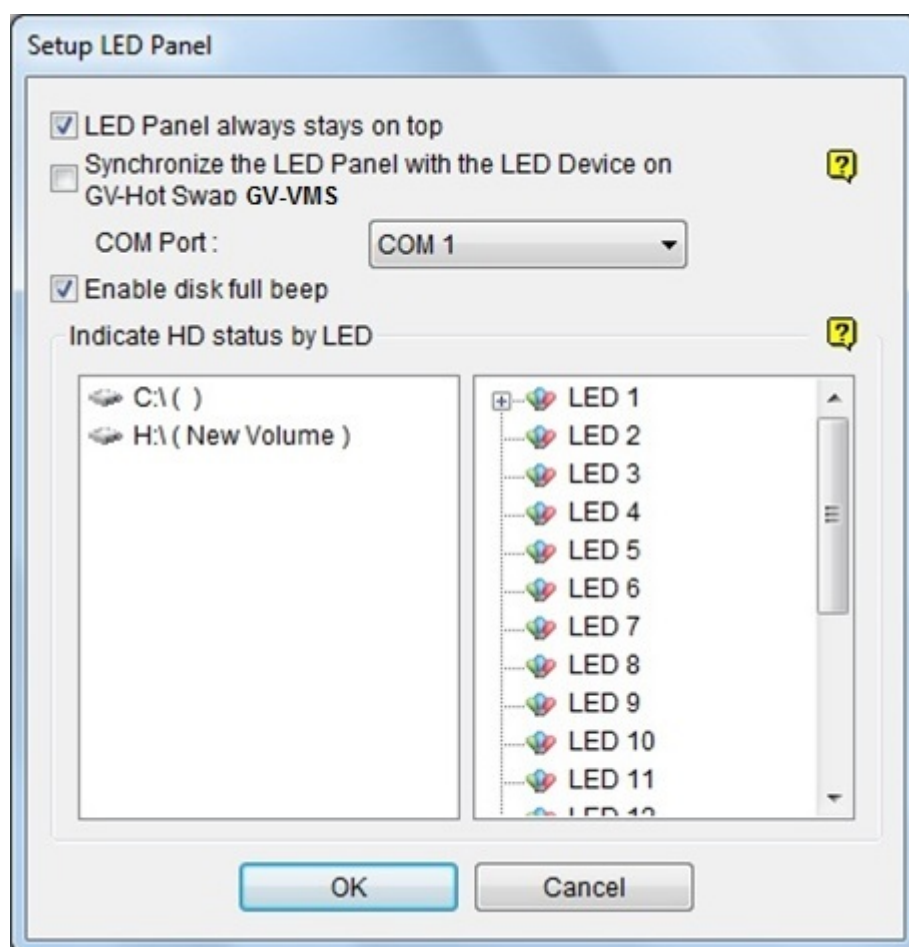 Setup LED Panel
LED Panel always stays on top
Synchronize the LED Panel with the LED Device on
GV-Hot Swap GV-VMS
COM Port :
COM 1
Enable disk full beep
Indicate HD status by LED
C:\ ( )
H:\ ( New Volume )
LED 1
LED 2
LED 3
LED 4
LED 5
LED 6
LED 7
LED 8
LED 9
LED 10
LED 11
LED 12
OK
Cancel